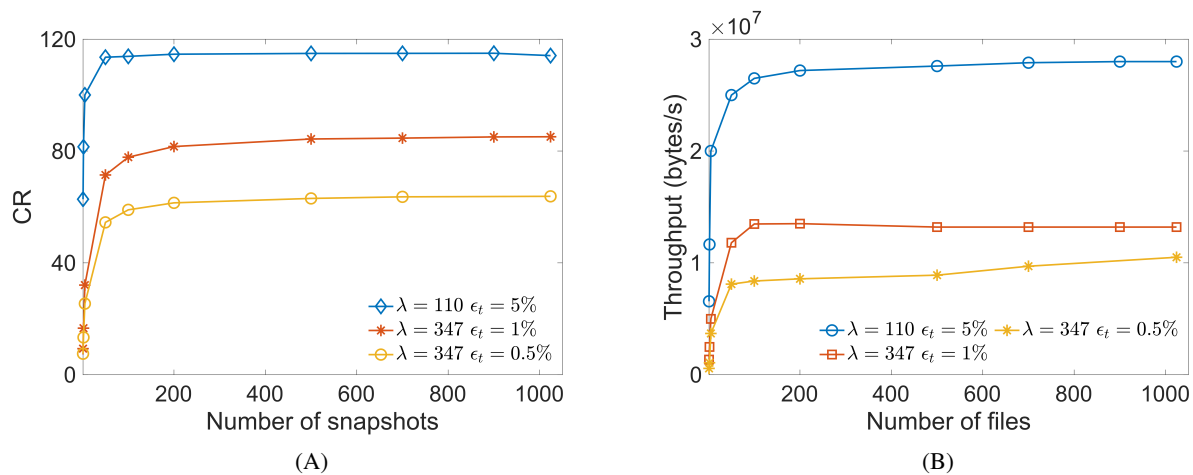 120
80
40
0
CR
0
200
400
600
800
1000
Number of snapshots
λ = 110 ϵt = 5%
λ = 347 ϵt = 1%
λ = 347 ϵt = 0.5%
(A)
×10^7
3
2
1
0
Throughput (bytes/s)
200
400
600
800
1000
Number of files
λ = 110 ϵt = 5%
λ = 347 ϵt = 0.5%
λ = 347 ϵt = 1%
(B)